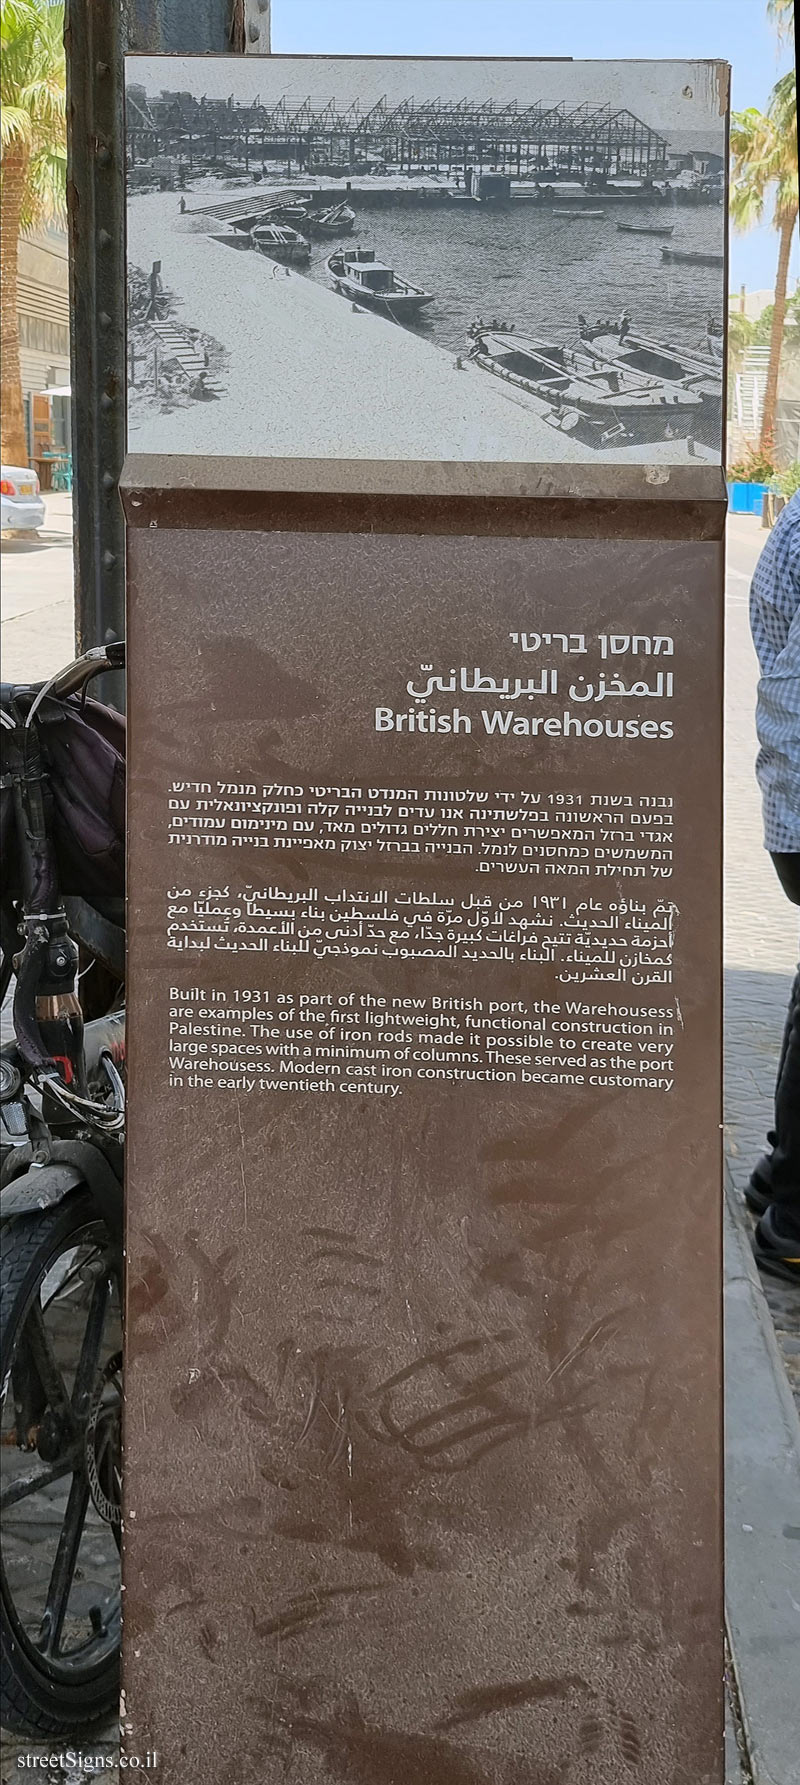 מחסן בריטי
المخزن البريطانيّ
British Warehouses
נבנה בשנת 1931 על ידי שלטונות המנדט הבריטי כחלק מנמל חדיש.
בפעם הראשונה בפלשתינה אנו עדים לבנייה קלה ופונקציונאלית עם
אגדי ברזל המאפשרים יצירת חללים גדולים מאד, עם מינימום עמודים,
המשמשים כמחסנים לנמל. הבנייה בברזל יצוק מאפיינת בנייה מודרנית
של תחילת המאה העשרים.
تمّ بناؤه عام ١٩٣١ من قبل سلطات الانتداب البريطانيّ، كجزء من
الميناء الحديث. نشهد لأوّل مرّة في فلسطين بناء بسيطا وعمليّا مع
أحزمة حديديّة تتيح فراغات كبيرة جدّا، مع حدّ أدنى من الأعمدة، تُستخدم
كمخازن للميناء. البناء بالحديد المصبوب نموذجيّ للبناء الحديث لبداية
القرن العشرين.
Built in 1931 as part of the new British port, the Warehousess
are examples of the first lightweight, functional construction in
Palestine. The use of iron rods made it possible to create very
large spaces with a minimum of columns. These served as the port
Warehousess. Modern cast iron construction became customary
in the early twentieth century.
streetSigns.co.il